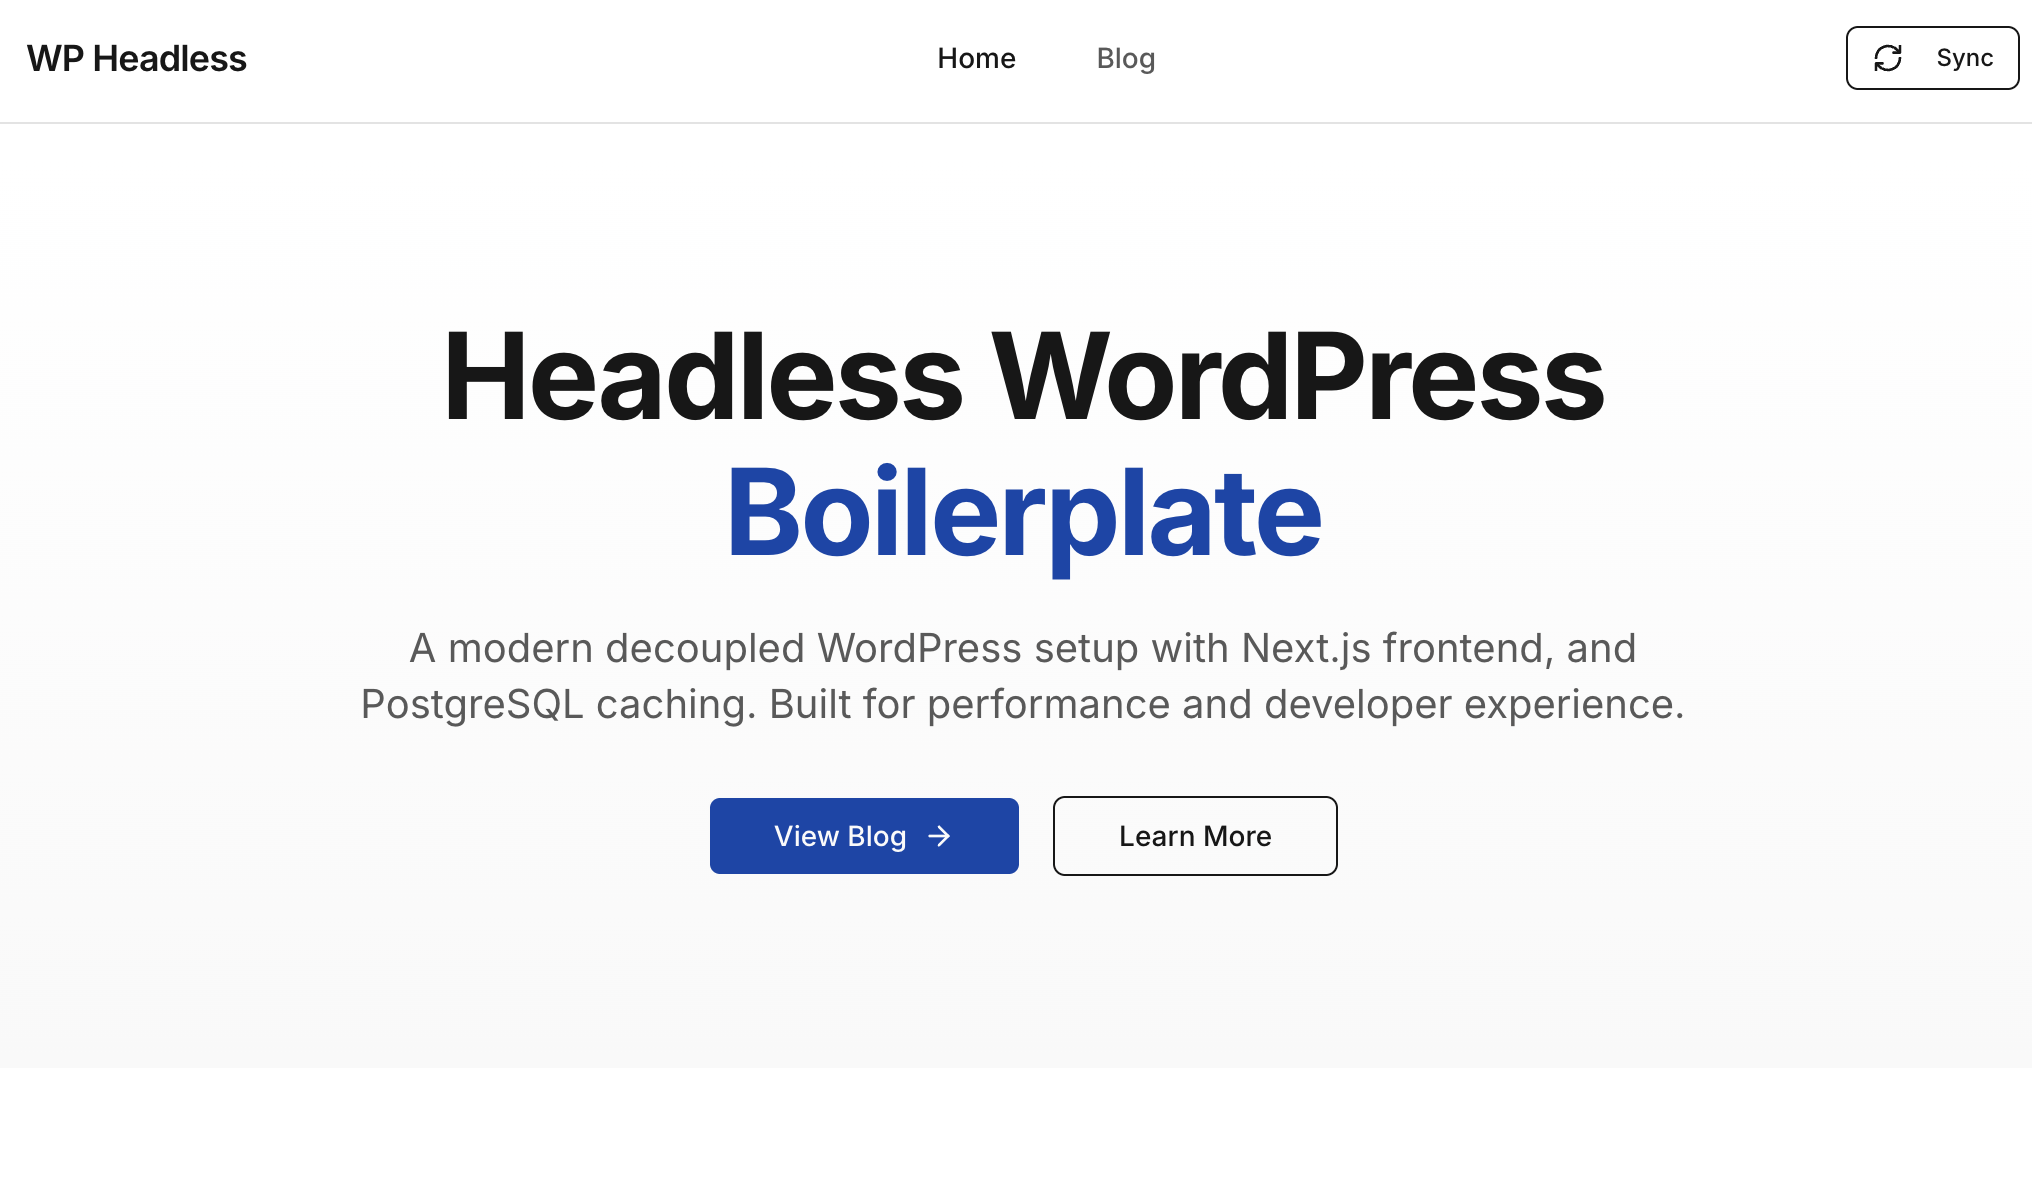 WP Headless
Home
Blog
Sync
Headless WordPress
Boilerplate
A modern decoupled WordPress setup with Next.js frontend, and
PostgreSQL caching. Built for performance and developer experience.
View Blog →
Learn More